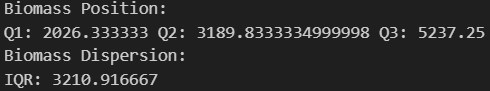 Biomass Position:
Q1: 2026.333333 Q2: 3189.8333334999998 Q3: 5237.25
Biomass Dispersion:
IQR: 3210.916667